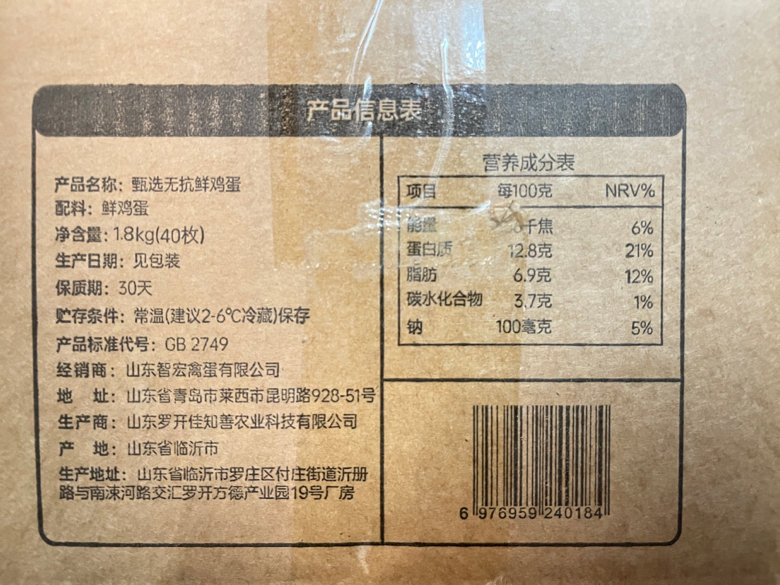 产品信息表
产品名称：甄选无抗鲜鸡蛋
配料：鲜鸡蛋
净含量：1.8kg(40枚)
生产日期：见包装
保质期：30天
贮存条件：常温(建议2-6℃冷藏)保存
产品标准代号：GB 2749
经销商：山东智宏禽蛋有限公司
地 址：山东省青岛市莱西市昆明路928-51号
生产商：山东罗开佳知善农业科技有限公司
产 地：山东省临沂市
生产地址：山东省临沂市罗庄区付庄街道沂册
路与南涑河路交汇罗开方德产业园19号厂房
营养成分表
项目 每100克 NRV%
能量 千焦 6%
蛋白质 12.8克 21%
脂肪 6.9克 12%
碳水化合物 3.7克 1%
钠 100毫克 5%
6 976959 240184